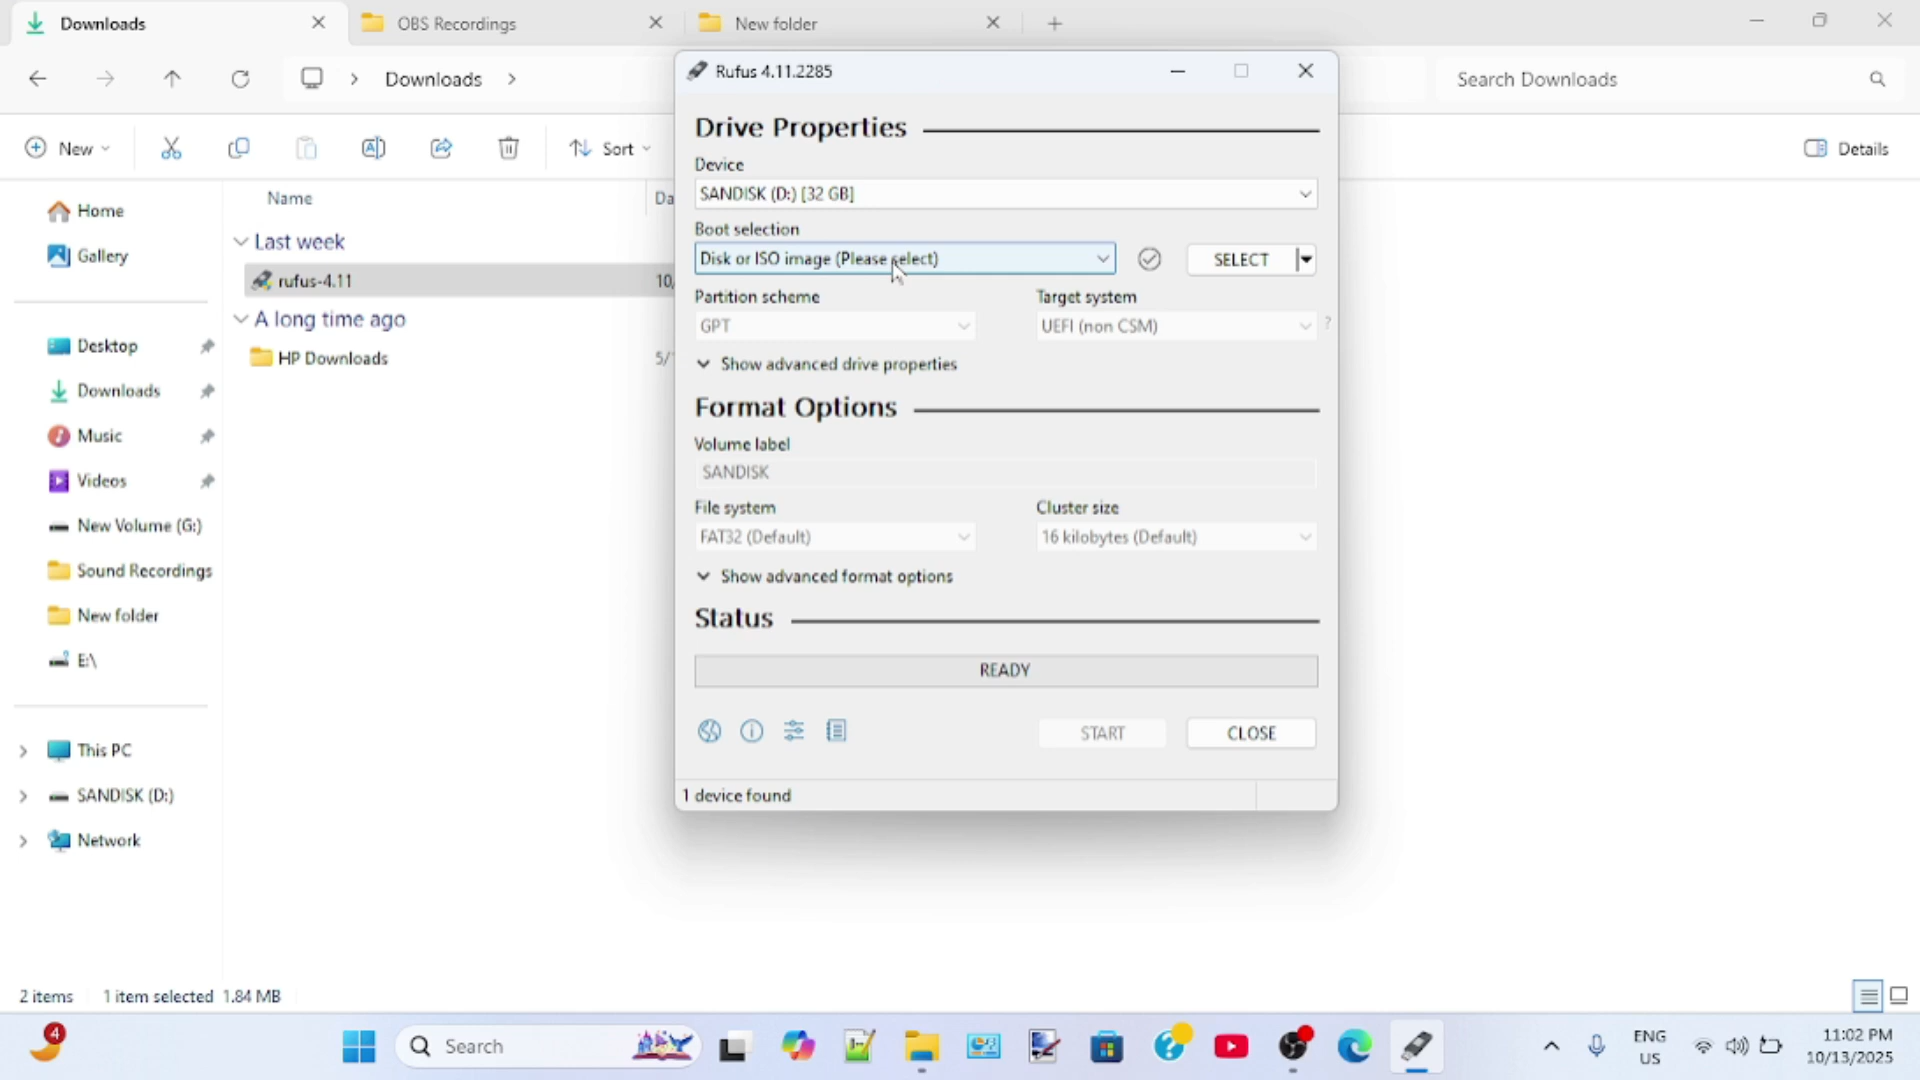 Downloads
OBS Recordings
New folder
Downloads
Search Downloads
New
Sort
Details
Home
Gallery
Desktop
Downloads
Music
Videos
New Volume (G:)
Sound Recordings
New folder
E:\
This PC
SANDISK (D:)
Network
Name
Da
Last week
rufus-4.11
10/
A long time ago
HP Downloads
5/
Rufus 4.11.2285
Drive Properties
Device
SANDISK (D:) [32 GB]
Boot selection
Disk or ISO image (Please select)
SELECT
Partition scheme
Target system
GPT
UEFI (non CSM)
?
Show advanced drive properties
Format Options
Volume label
SANDISK
File system
Cluster size
FAT32 (Default)
16 kilobytes (Default)
Show advanced format options
Status
READY
START
CLOSE
1 device found
2 items
1 item selected 1.84 MB
4
Search
ENG
US
11:02 PM
10/13/2025